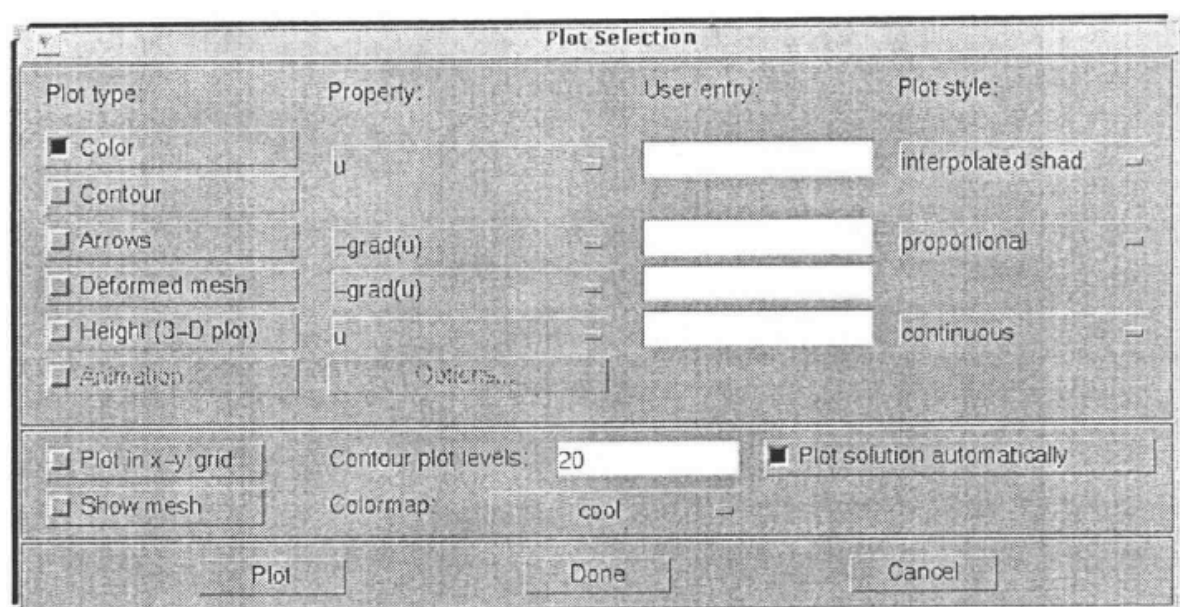 Plot Selection
Plot type: Property: User entry: Plot style:
Color u interpolated shad
Contour
Arrows -grad(u) proportional
Deformed mesh -grad(u)
Height (3-D plot) u continuous
Animation Options...
Plot in x-y grid Contour plot levels: 20 Plot solution automatically
Show mesh Colormap: cool
Plot Done Cancel